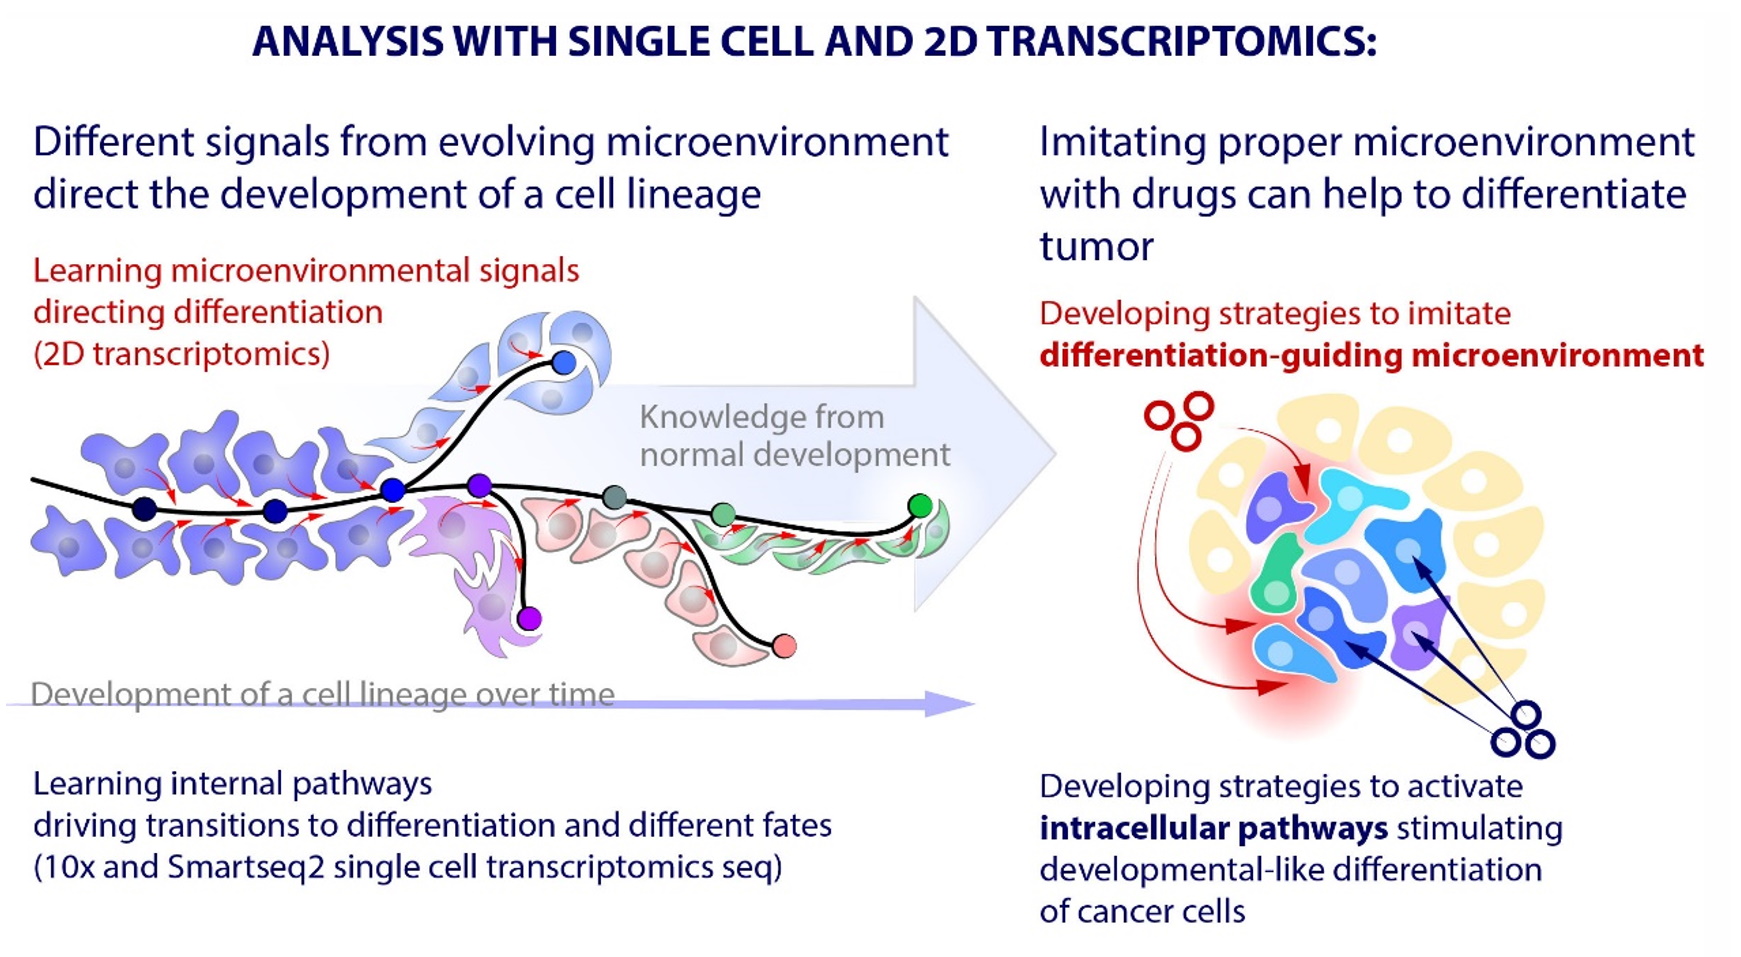 ANALYSIS WITH SINGLE CELL AND 2D TRANSCRIPTOMICS:
Different signals from evolving microenvironment
direct the development of a cell lineage
Learning microenvironmental signals
directing differentiation
(2D transcriptomics)
Knowledge from
normal development
Development of a cell lineage over time
Learning internal pathways
driving transitions to differentiation and different fates
(10x and Smartseq2 single cell transcriptomics seq)
Imitating proper microenvironment
with drugs can help to differentiate
tumor
Developing strategies to imitate
differentiation-guiding microenvironment
Developing strategies to activate
intracellular pathways stimulating
developmental-like differentiation
of cancer cells